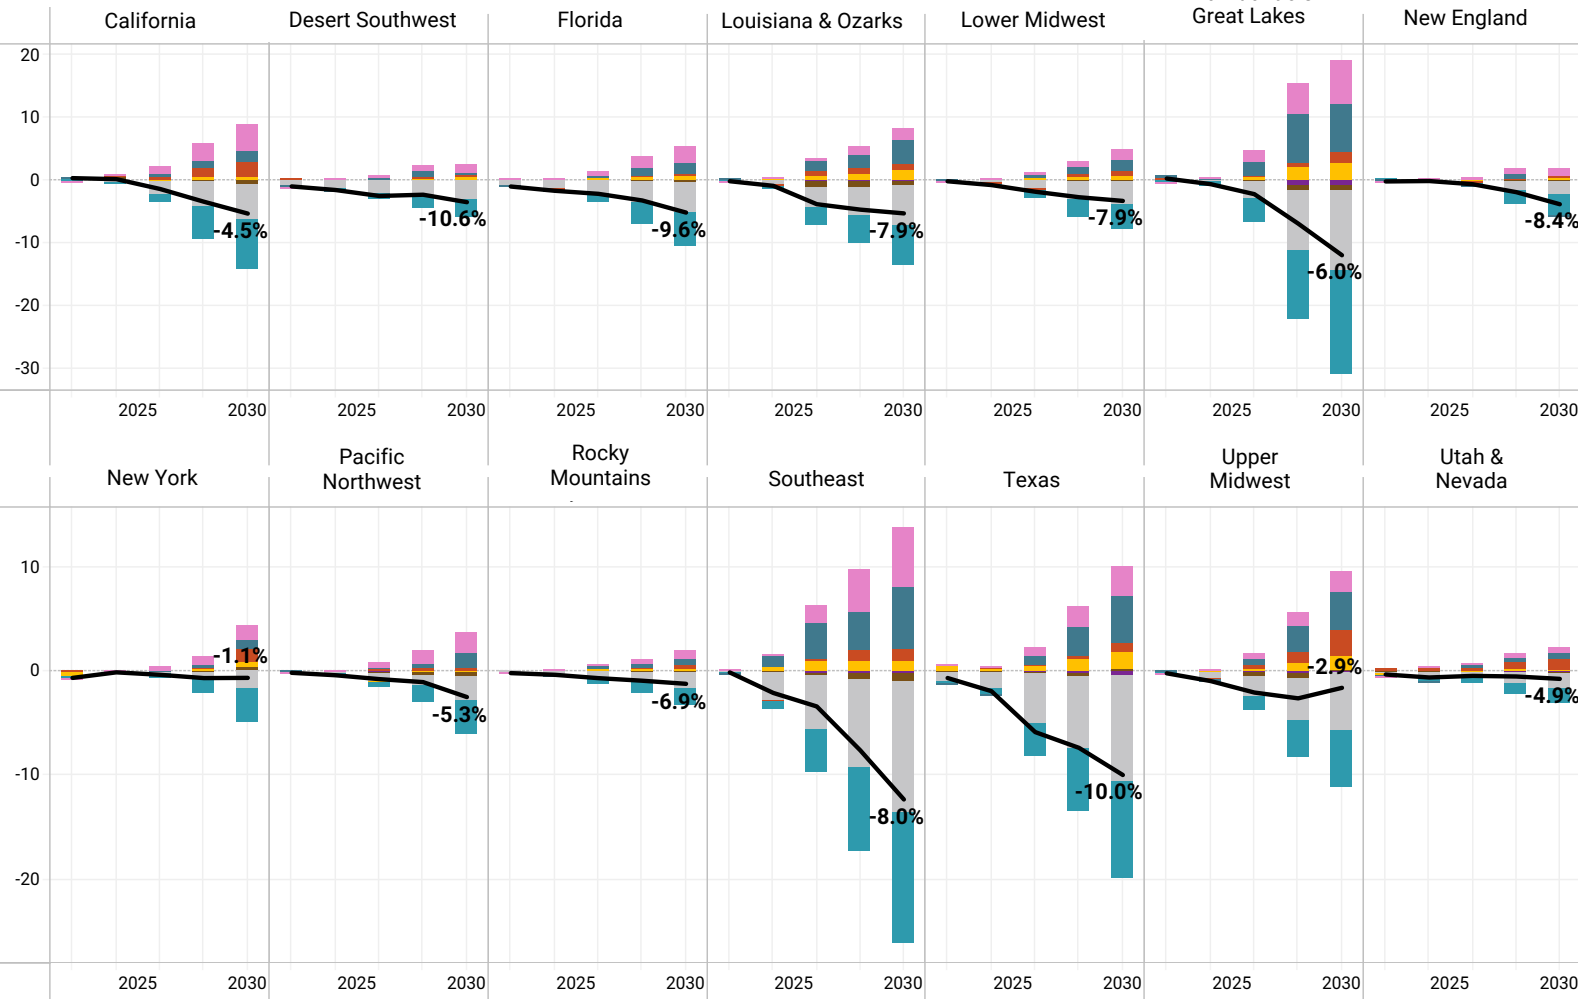 California
Desert Southwest
Florida
Louisiana & Ozarks
Lower Midwest
Great Lakes
New England
20
10
0
-10
-20
-30
-4.5%
-10.6%
-9.6%
-7.9%
-7.9%
-6.0%
-8.4%
2025 2030
2025 2030
2025 2030
2025 2030
2025 2030
2025 2030
2025 2030
New York
Pacific
Northwest
Rocky
Mountains
Southeast
Texas
Upper
Midwest
Utah &
Nevada
10
0
-10
-20
-1.1%
-5.3%
-6.9%
-8.0%
-10.0%
-2.9%
-4.9%
2025 2030
2025 2030
2025 2030
2025 2030
2025 2030
2025 2030
2025 2030